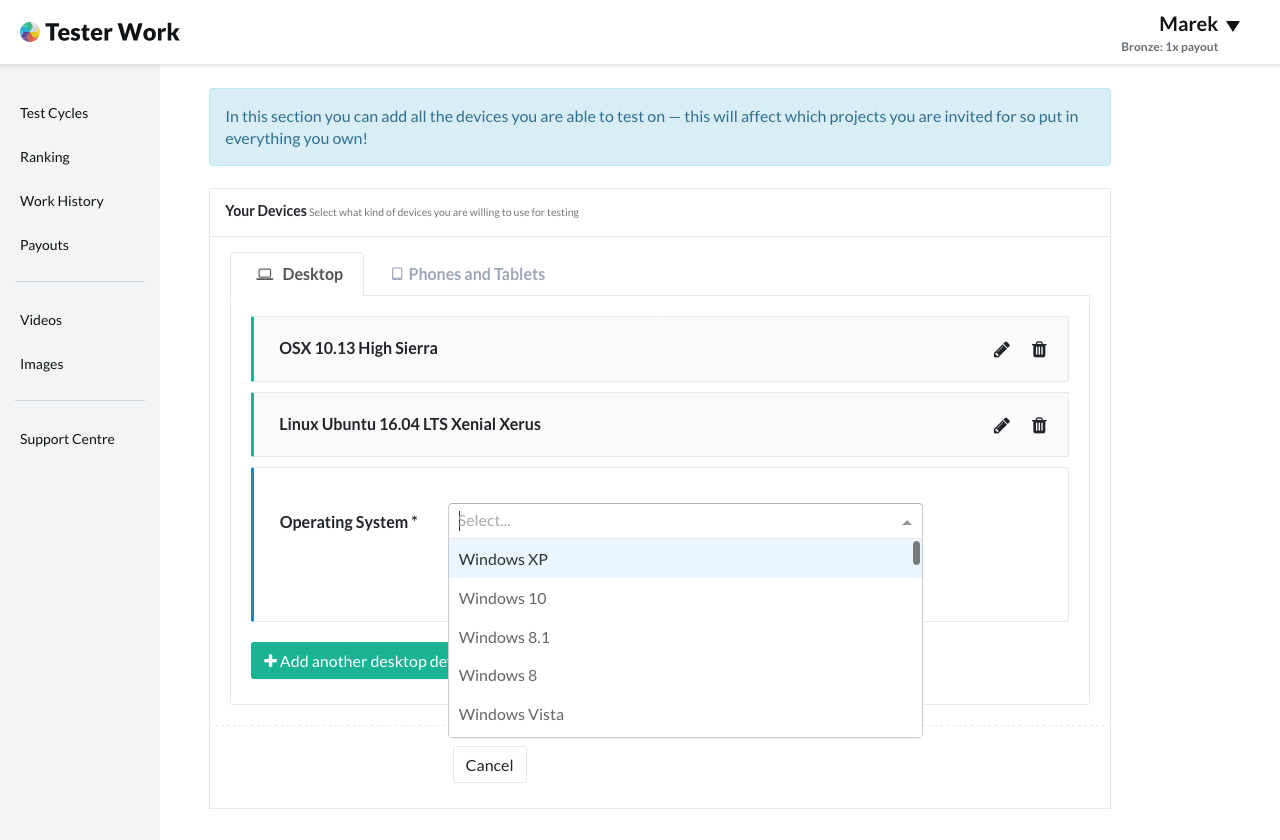 Tester Work
Marek
Bronze: 1x payout
Test Cycles
Ranking
Work History
Payouts
Videos
Images
Support Centre
In this section you can add all the devices you are able to test on — this will affect which projects you are invited for so put in
everything you own!
Your Devices Select what kind of devices you are willing to use for testing
Desktop
Phones and Tablets
OSX 10.13 High Sierra
Linux Ubuntu 16.04 LTS Xenial Xerus
Operating System *
Select...
Windows XP
Windows 10
Windows 8.1
Windows 8
Windows Vista
Add another desktop de
Cancel